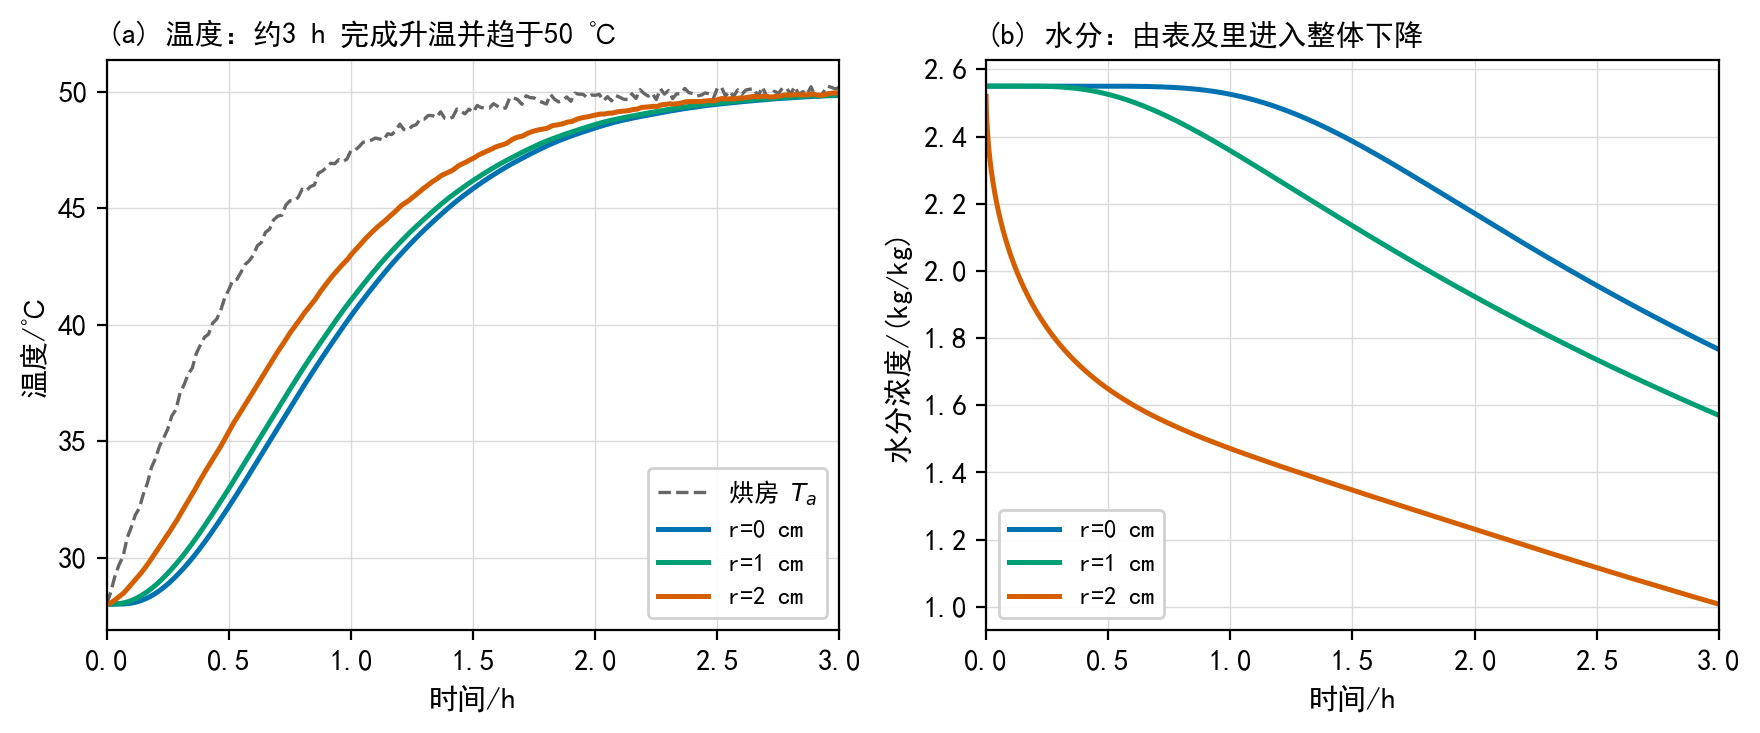 (a) 温度：约3 h 完成升温并趋于50 ℃
温度/℃
50
45
40
35
30
烘房 Ta
r=0 cm
r=1 cm
r=2 cm
0.0 0.5 1.0 1.5 2.0 2.5 3.0
时间/h
(b) 水分：由表及里进入整体下降
水分浓度/(kg/kg)
2.6
2.4
2.2
2.0
1.8
1.6
1.4
1.2
1.0
r=0 cm
r=1 cm
r=2 cm
0.0 0.5 1.0 1.5 2.0 2.5 3.0
时间/h